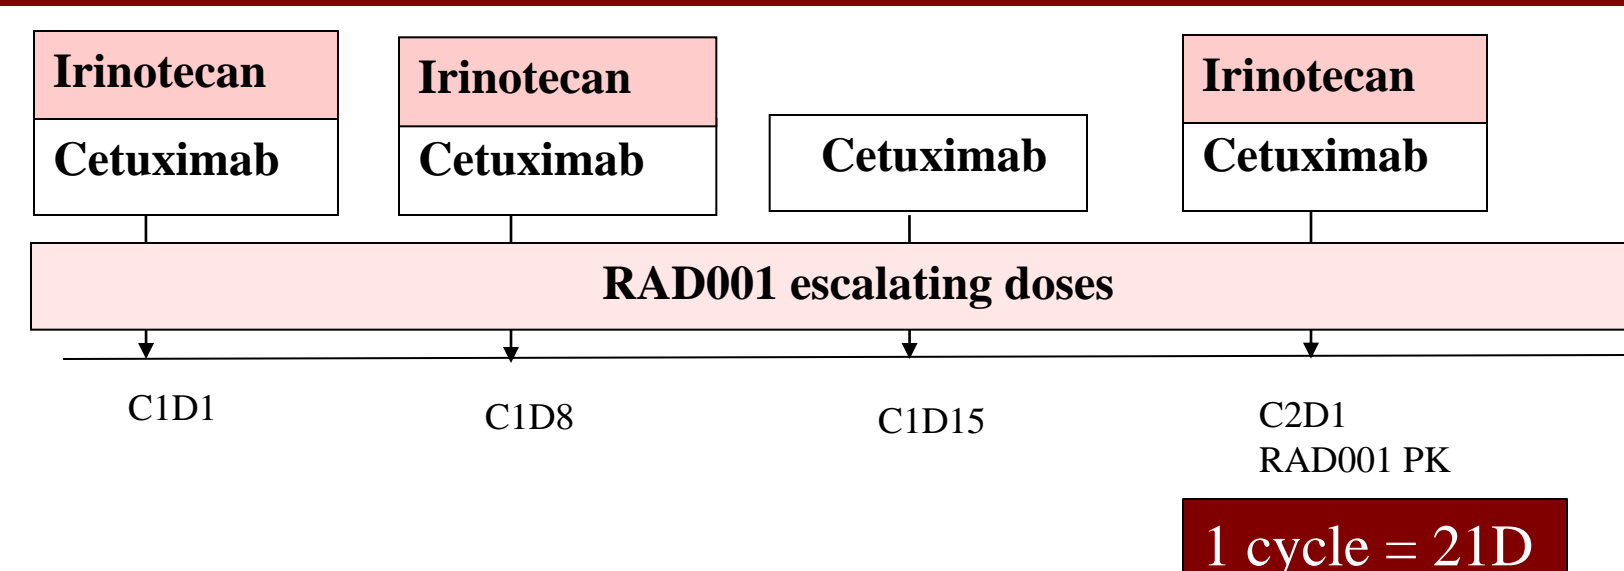 Irinotecan
Cetuximab
Irinotecan
Cetuximab
Cetuximab
Irinotecan
Cetuximab
RAD001 escalating doses
C1D1
C1D8
C1D15
C2D1
RAD001 PK
1 cycle = 21D